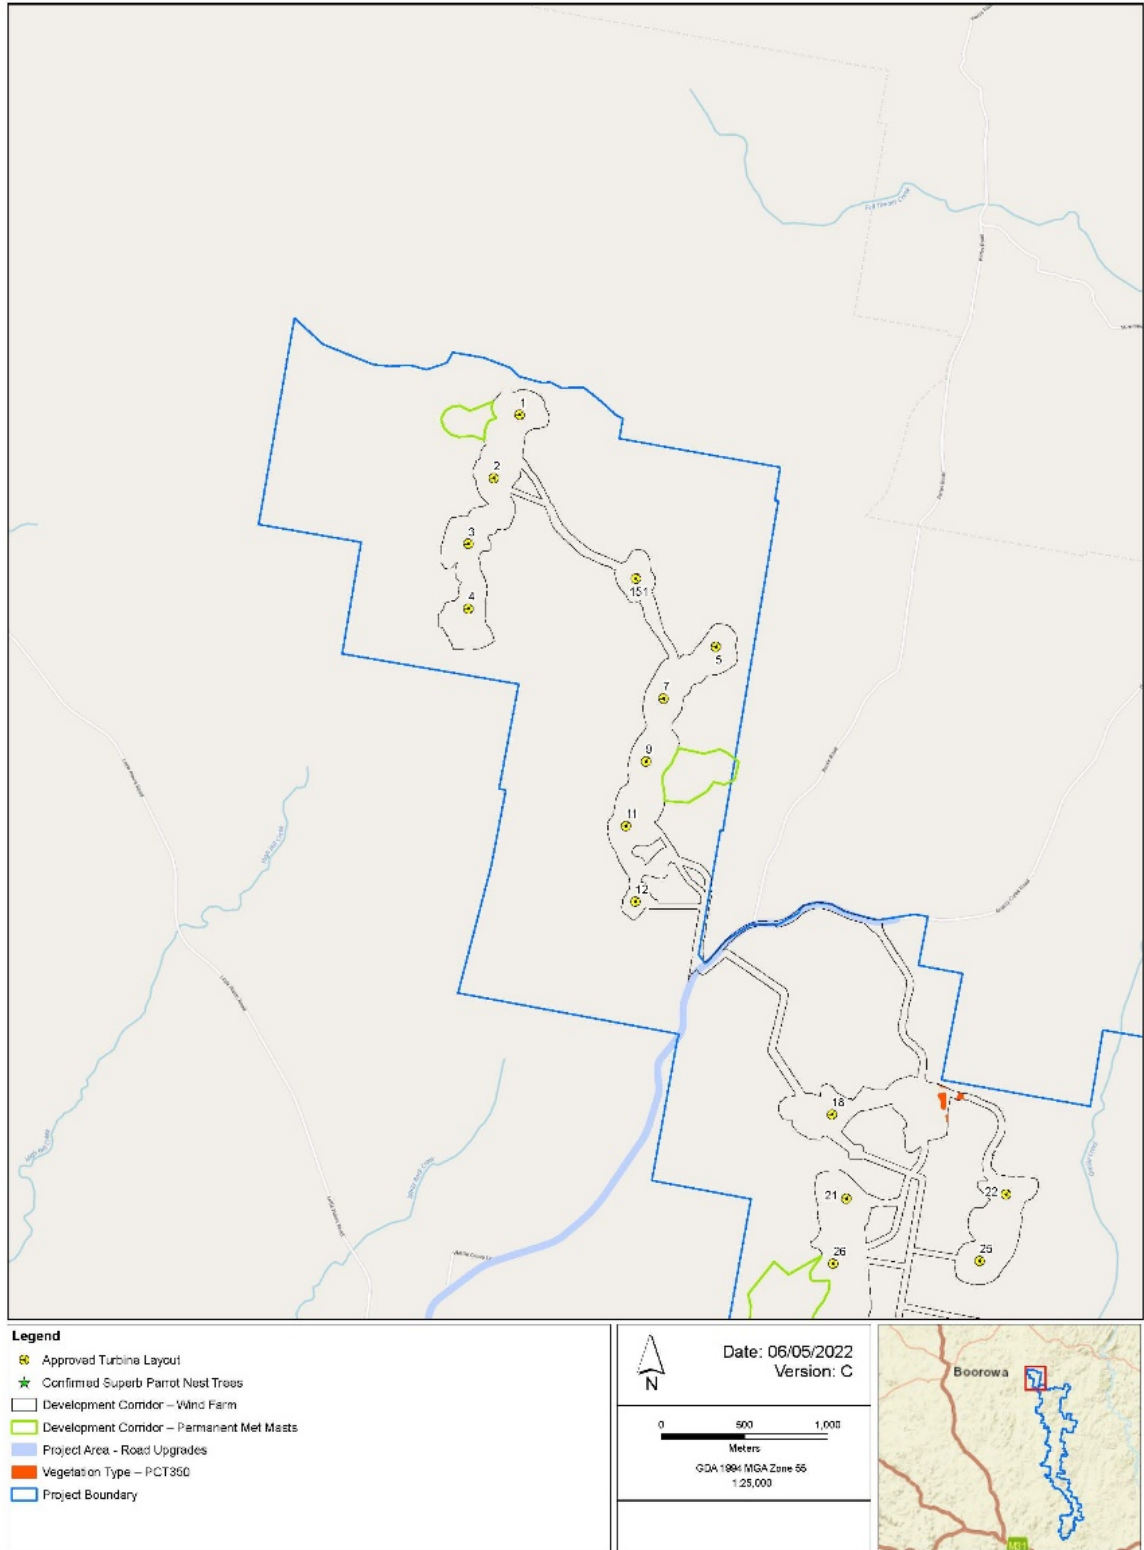 1
2
3
4
151
5
7
9
11
12
18
21
22
25
26
Legend
Approved Turbine Layout
Confirmed Superb Parrot Nest Trees
Development Corridor – Wind Farm
Development Corridor – Permanent Met Masts
Project Area - Road Upgrades
Vegetation Type – PCT350
Project Boundary
N
Date: 06/05/2022
Version: C
0 500 1,000
Meters
GDA 1994 MGA Zone 55
1:25,000
Boorowa
M31